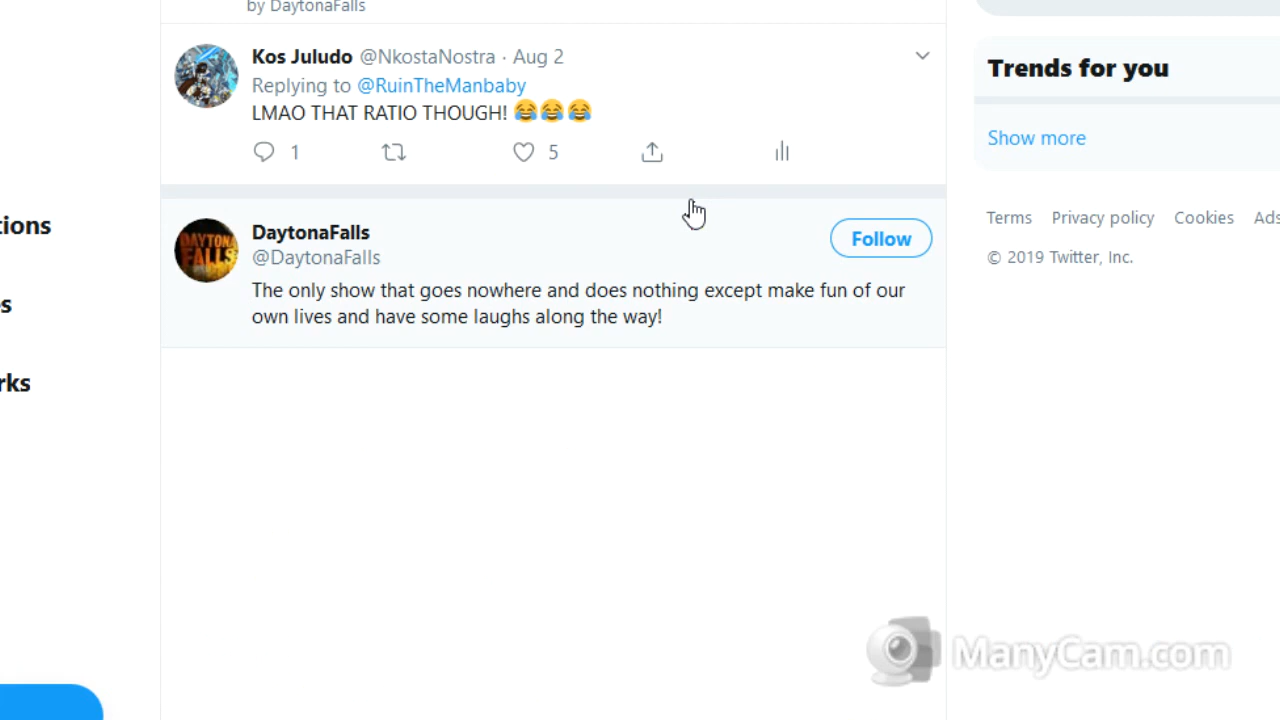 by DaytonaFalls
Kos Juludo @NkostaNostra · Aug 2
Replying to @RuinTheManbaby
LMAO THAT RATIO THOUGH! 😂😂😂
1
5
DaytonaFalls
@DaytonaFalls
Follow
The only show that goes nowhere and does nothing except make fun of our
own lives and have some laughs along the way!
Trends for you
Show more
Terms Privacy policy Cookies Ads
© 2019 Twitter, Inc.
tions
s
rks
DAYTONA
FALLS
ManyCam.com